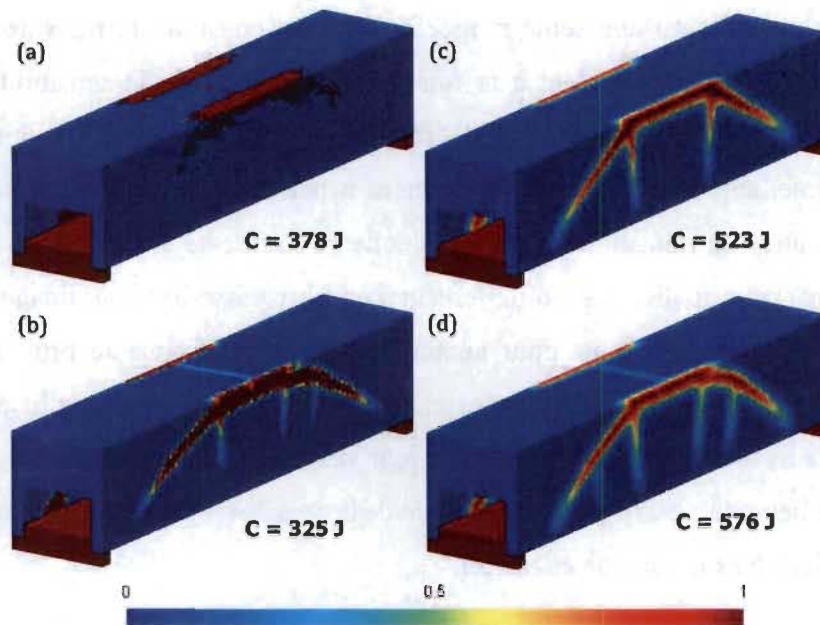 (a)
C = 378 J
(b)
C = 325 J
(c)
C = 523 J
(d)
C = 576 J
0
0.5
1